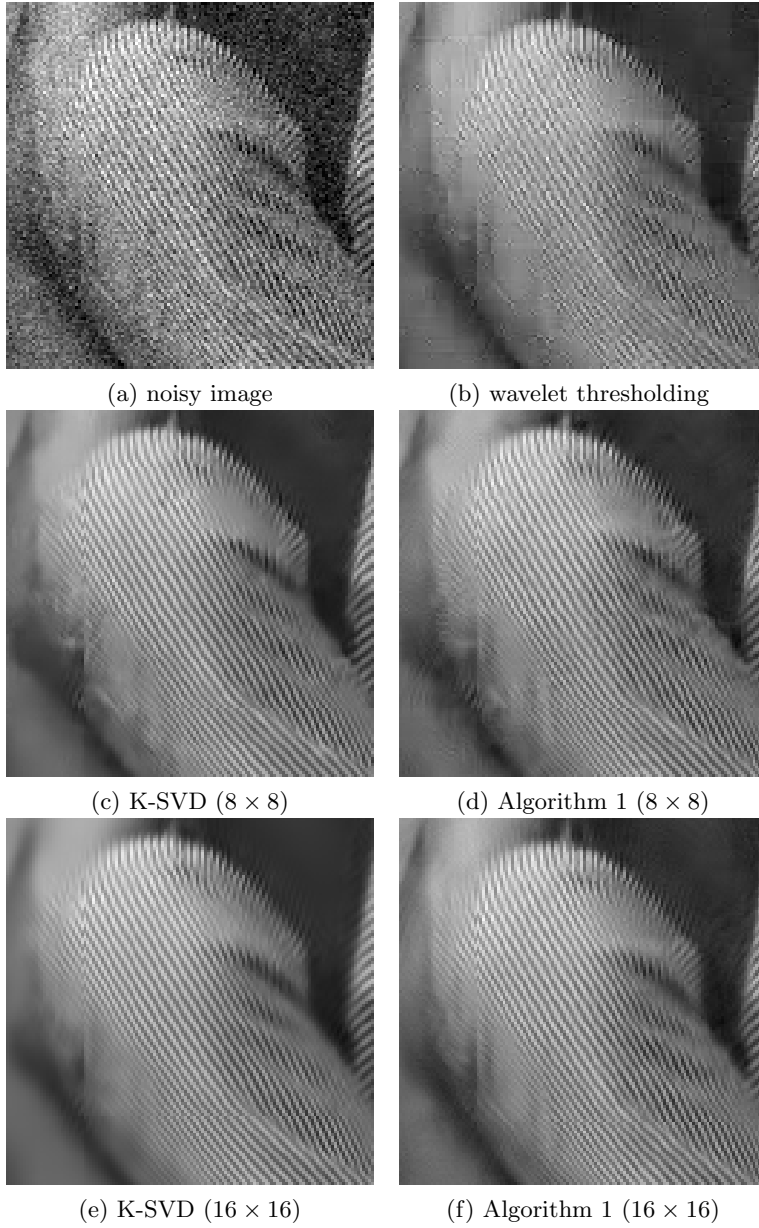 (a) noisy image
(b) wavelet thresholding
(c) K-SVD (8 × 8)
(d) Algorithm 1 (8 × 8)
(e) K-SVD (16 × 16)
(f) Algorithm 1 (16 × 16)